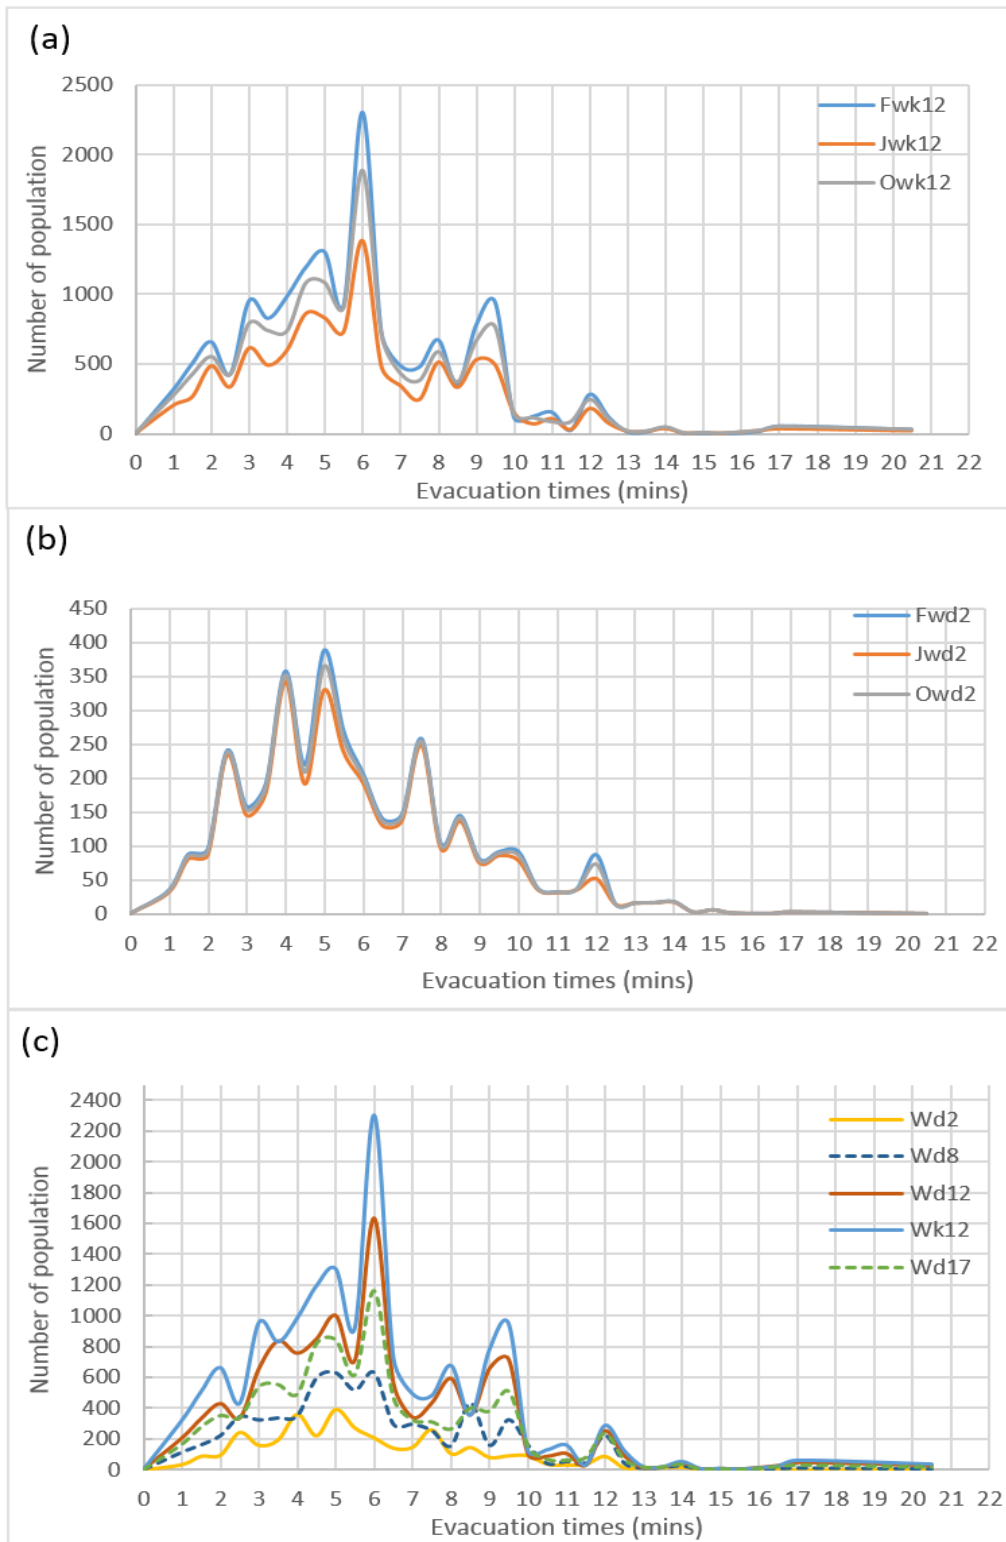 (a)
2500
2000
1500
1000
500
0
Number of population
Fwk12
Jwk12
Owk12
0 1 2 3 4 5 6 7 8 9 10 11 12 13 14 15 16 17 18 19 20 21 22
Evacuation times (mins)
(b)
450
400
350
300
250
200
150
100
50
0
Number of population
Fwd2
Jwd2
Owd2
0 1 2 3 4 5 6 7 8 9 10 11 12 13 14 15 16 17 18 19 20 21 22
Evacuation times (mins)
(c)
2400
2200
2000
1800
1600
1400
1200
1000
800
600
400
200
0
Number of population
Wd2
Wd8
Wd12
Wk12
Wd17
0 1 2 3 4 5 6 7 8 9 10 11 12 13 14 15 16 17 18 19 20 21 22
Evacuation times (mins)